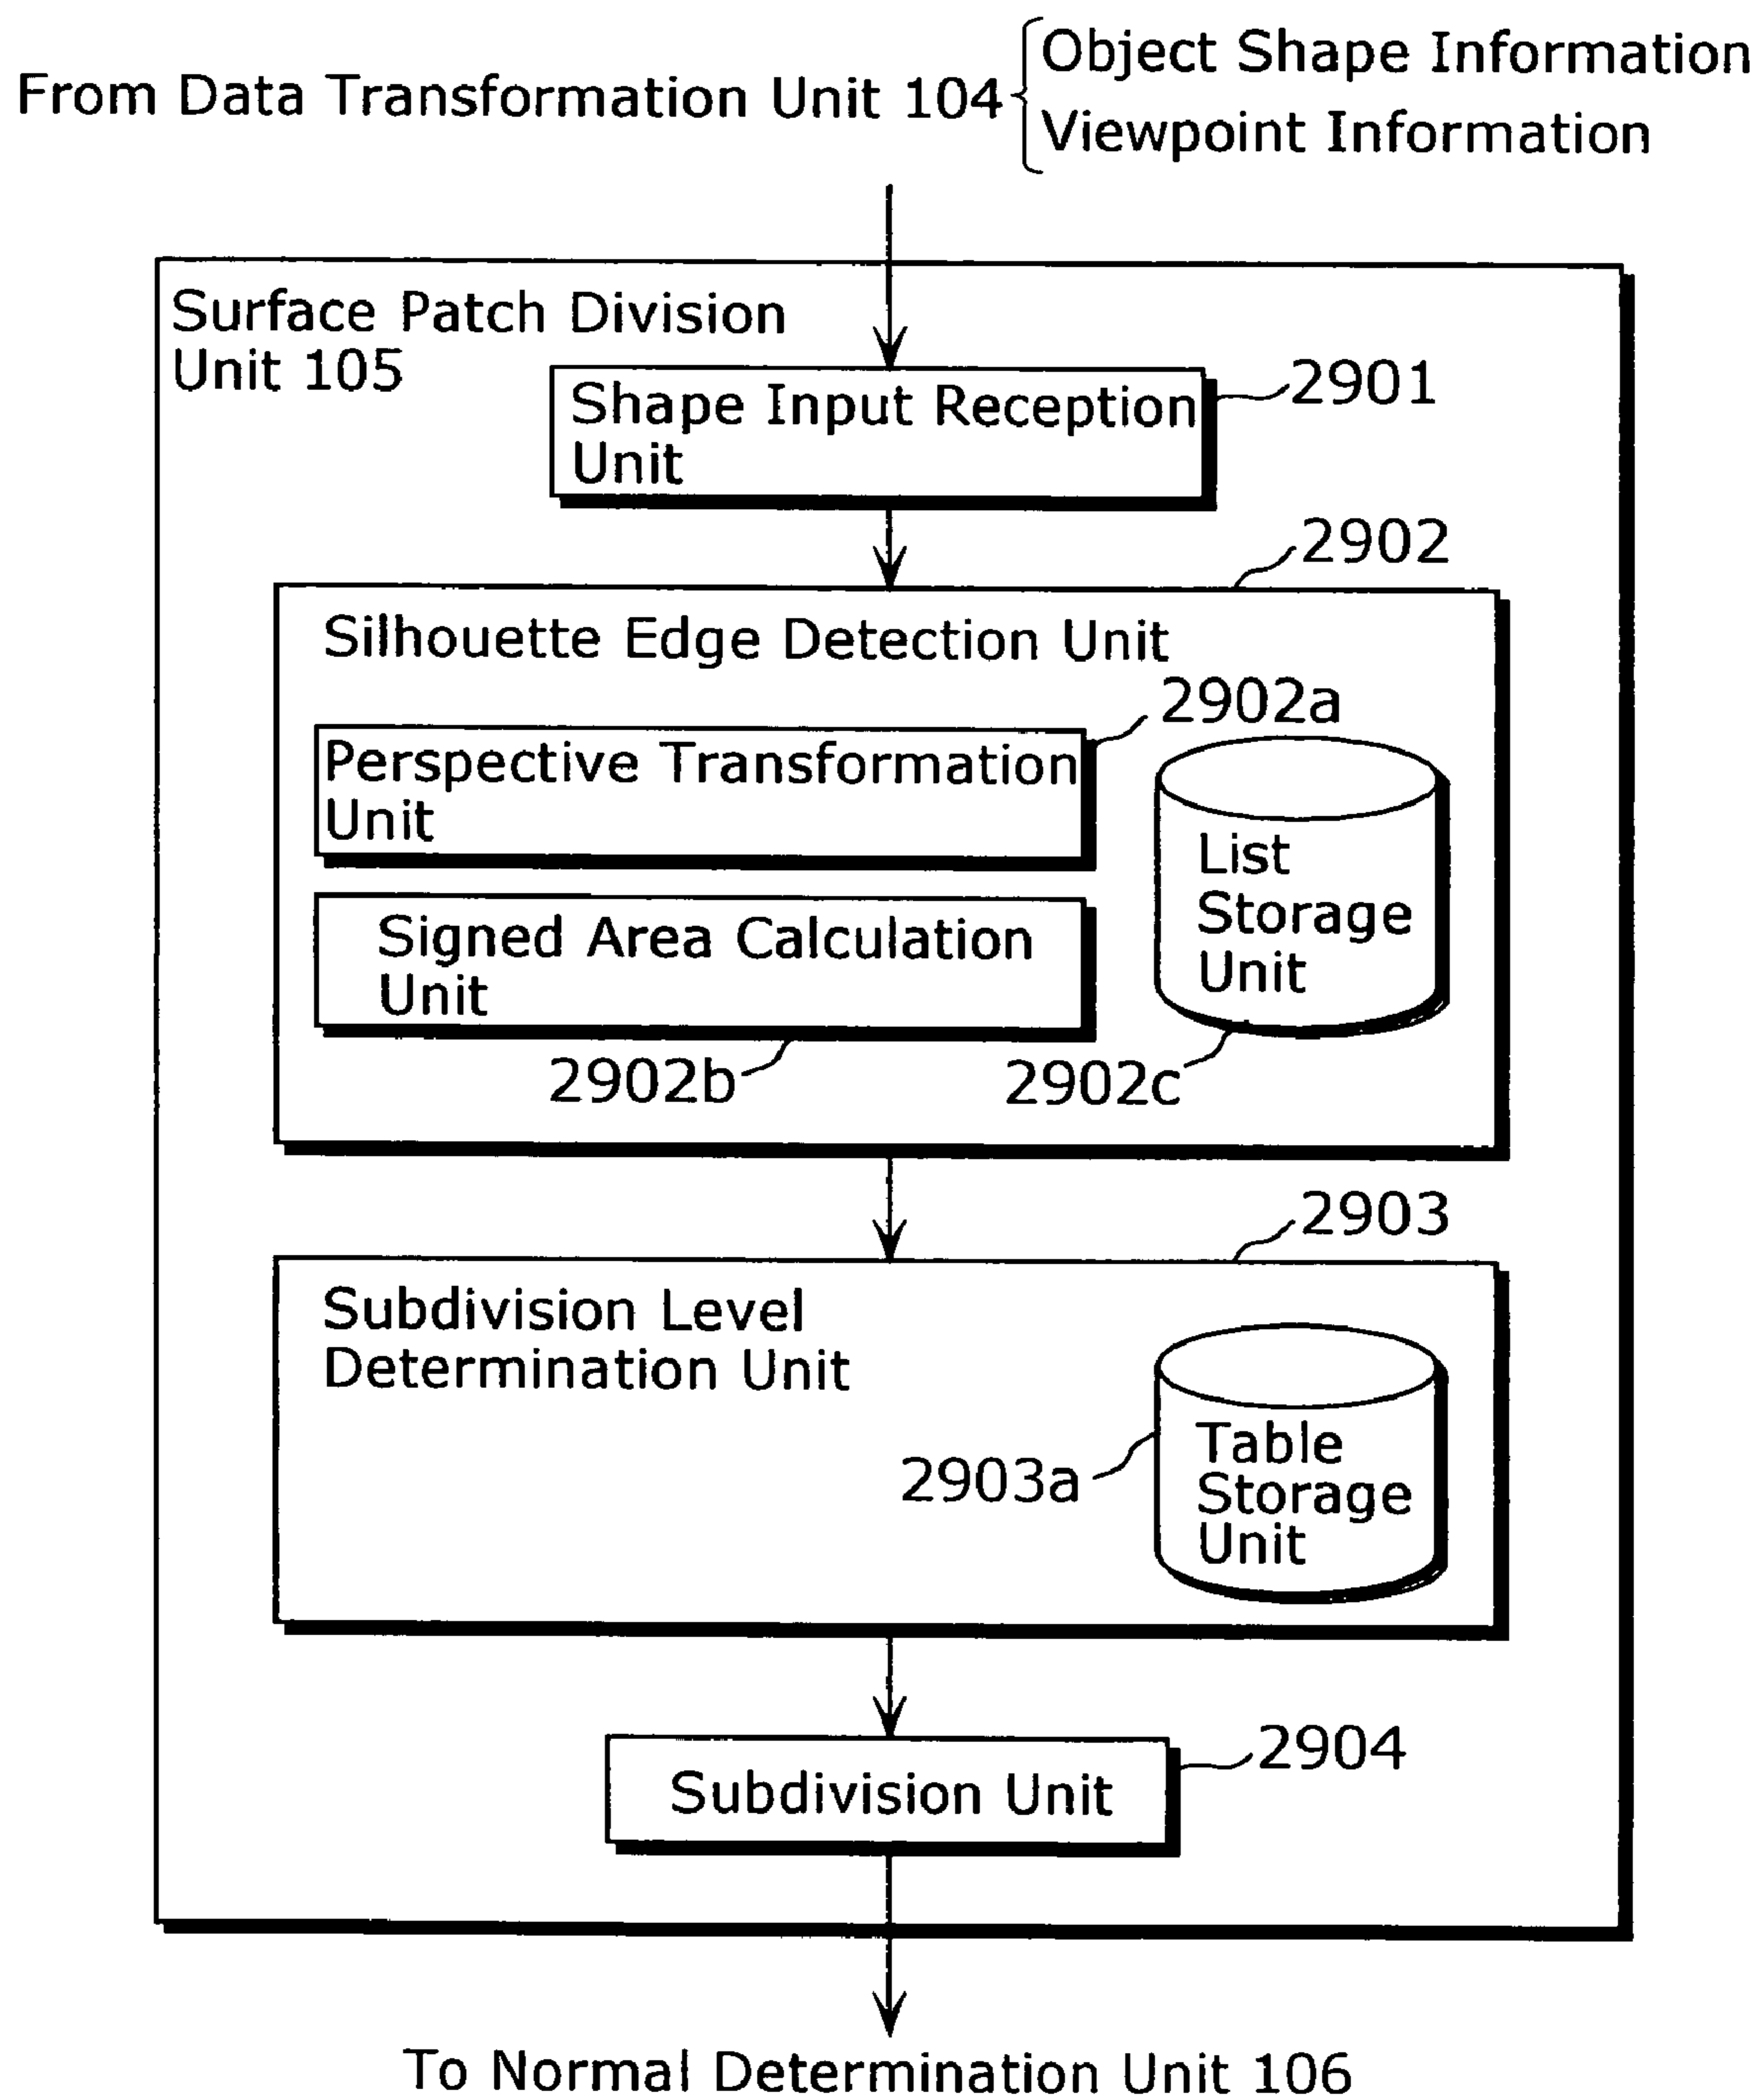 Object Shape Information
From Data Transformation Unit 104
Viewpoint Information
Surface Patch Division
Unit 105
2901
Shape Input Reception
Unit
2902
Silhouette Edge Detection Unit
2902a
Perspective Transformation
Unit
List
Storage
Unit
Signed Area Calculation
Unit
2902b
2902c
2903
Subdivision Level
Determination Unit
2903a
Table
Storage
Unit
2904
Subdivision Unit
To Normal Determination Unit 106